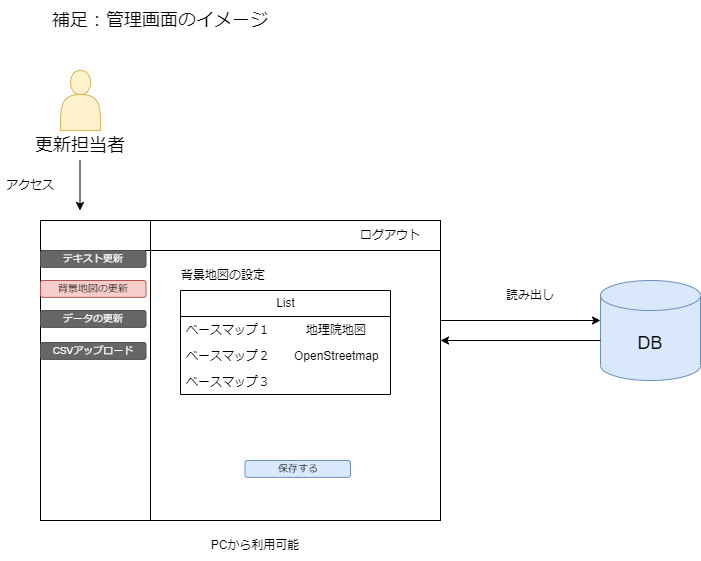 補足：管理画面のイメージ
更新担当者
アクセス
ログアウト
テキスト更新
背景地図の更新
データの更新
CSVアップロード
背景地図の設定
List
ベースマップ１ 地理院地図
ベースマップ２ OpenStreetmap
ベースマップ３
保存する
読み出し
DB
PCから利用可能